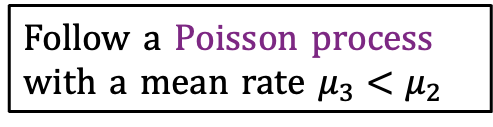 Follow a Poisson process
with a mean rate μ₃ < μ₂